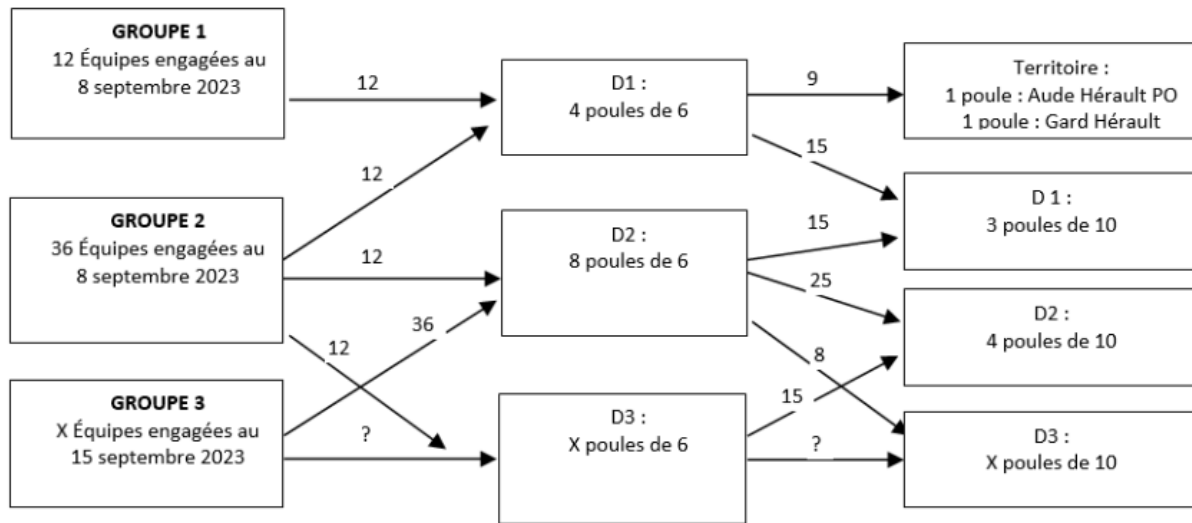 GROUPE 1
12 Équipes engagées au
8 septembre 2023
12
D1 :
4 poules de 6
9
Territoire :
1 poule : Aude Hérault PO
1 poule : Gard Hérault
12
15
GROUPE 2
36 Équipes engagées au
8 septembre 2023
12
D2 :
8 poules de 6
15
D 1 :
3 poules de 10
25
36
12
8
D2 :
4 poules de 10
GROUPE 3
X Équipes engagées au
15 septembre 2023
?
D3 :
X poules de 6
15
?
D3 :
X poules de 10